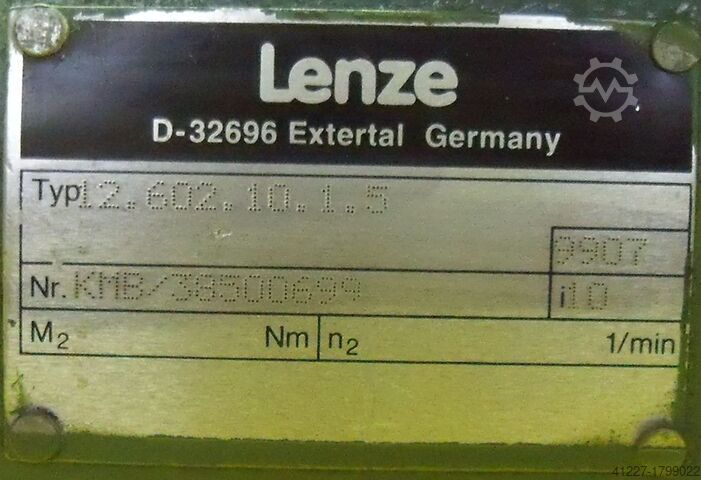 Lenze
D-32696 Extertal Germany
Typ 12.602.10.1.5
9907
Nr. KMB/38500699
i 10
M2 Nm n2 1/min
41227-1799022